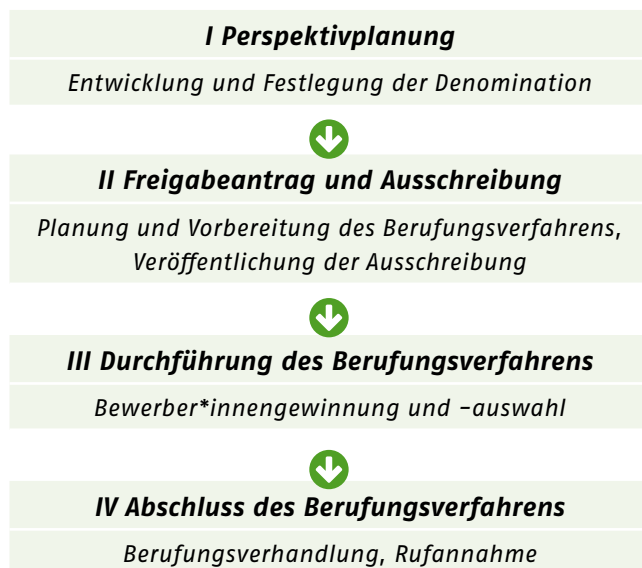 I Perspektivplanung
Entwicklung und Festlegung der Denomination
II Freigabeantrag und Ausschreibung
Planung und Vorbereitung des Berufungsverfahrens,
Veröffentlichung der Ausschreibung
III Durchführung des Berufungsverfahrens
Bewerber*innengewinnung und -auswahl
IV Abschluss des Berufungsverfahrens
Berufungsverhandlung, Rufannahme